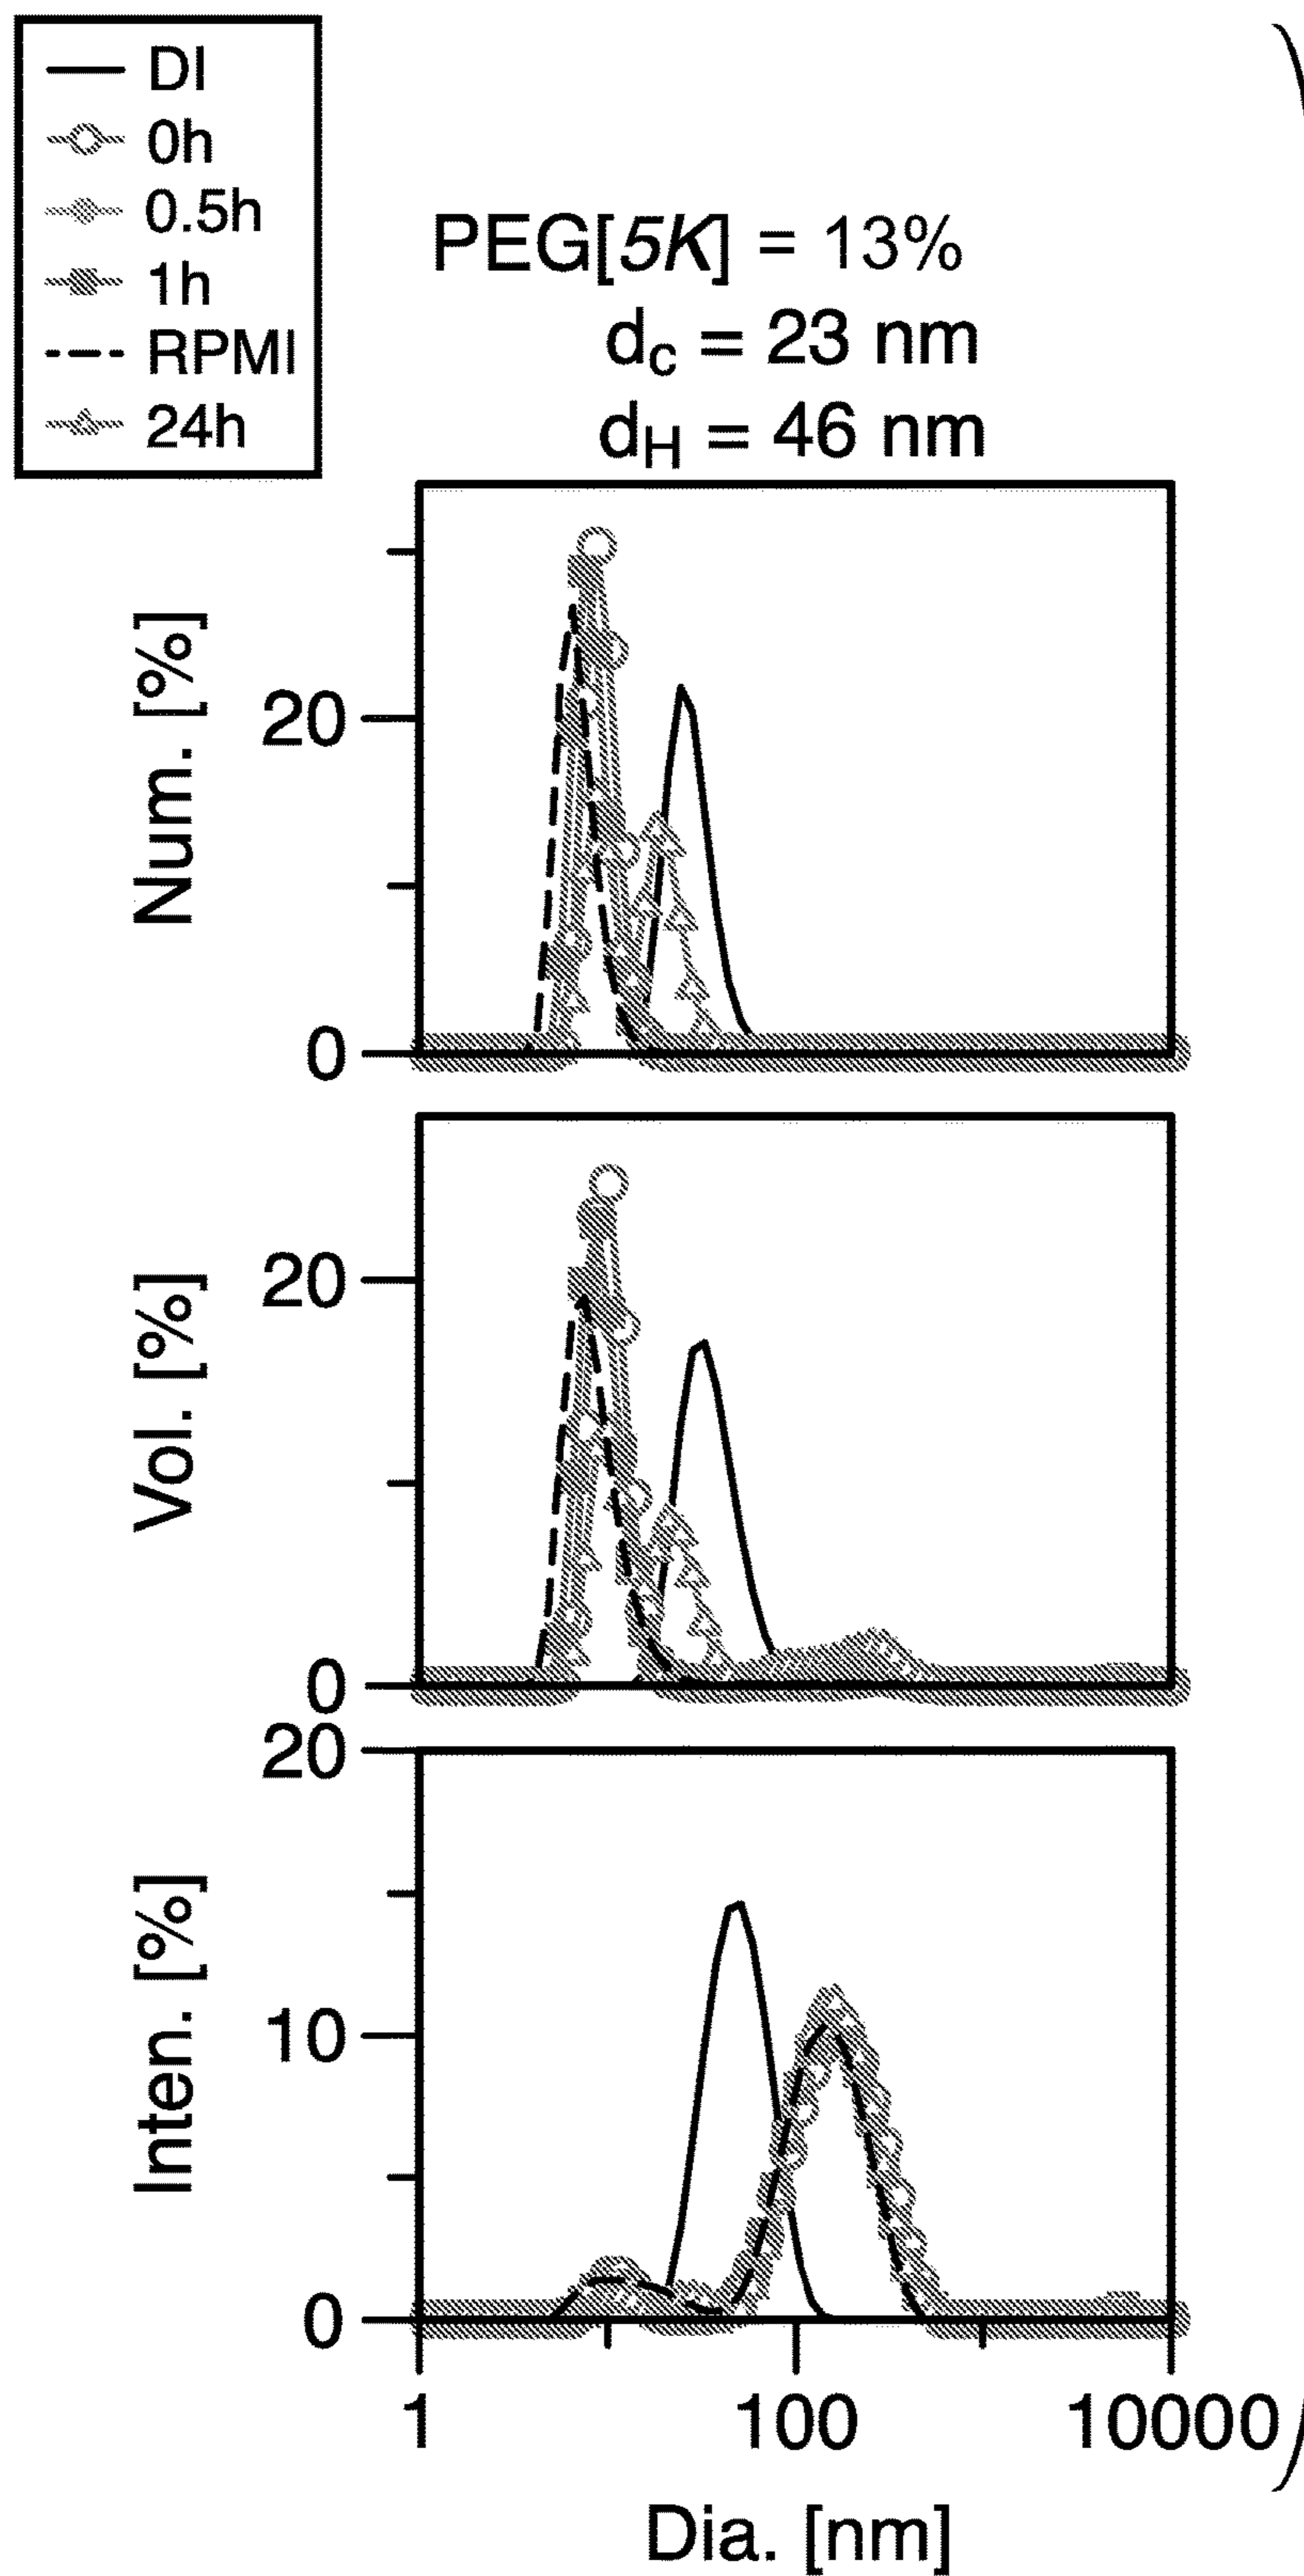 DI
0h
0.5h
1h
RPMI
24h
PEG[5K] = 13%
dc = 23 nm
dH = 46 nm
Num. [%]
20
0
Vol. [%]
20
0
Inten. [%]
20
10
0
1 100 10000
Dia. [nm]